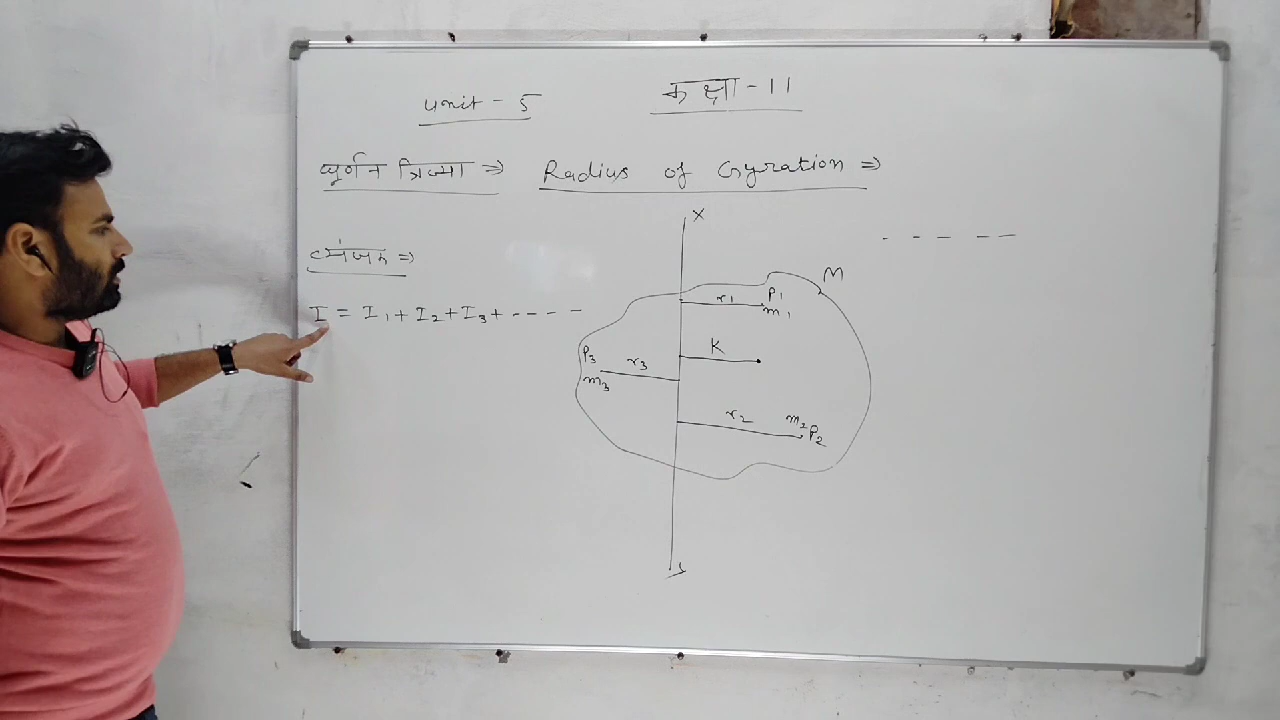 Unit - 5 कक्षा - 11
घूर्णन त्रिज्या ⇒ Radius of Gyration ⇒
व्यंजक ⇒
I = I₁ + I₂ + I₃ + - - - -
X
M
r₁ P₁
m₁
K
P₃ r₃
m₃
r₂ m₂ P₂
y
- - - - -